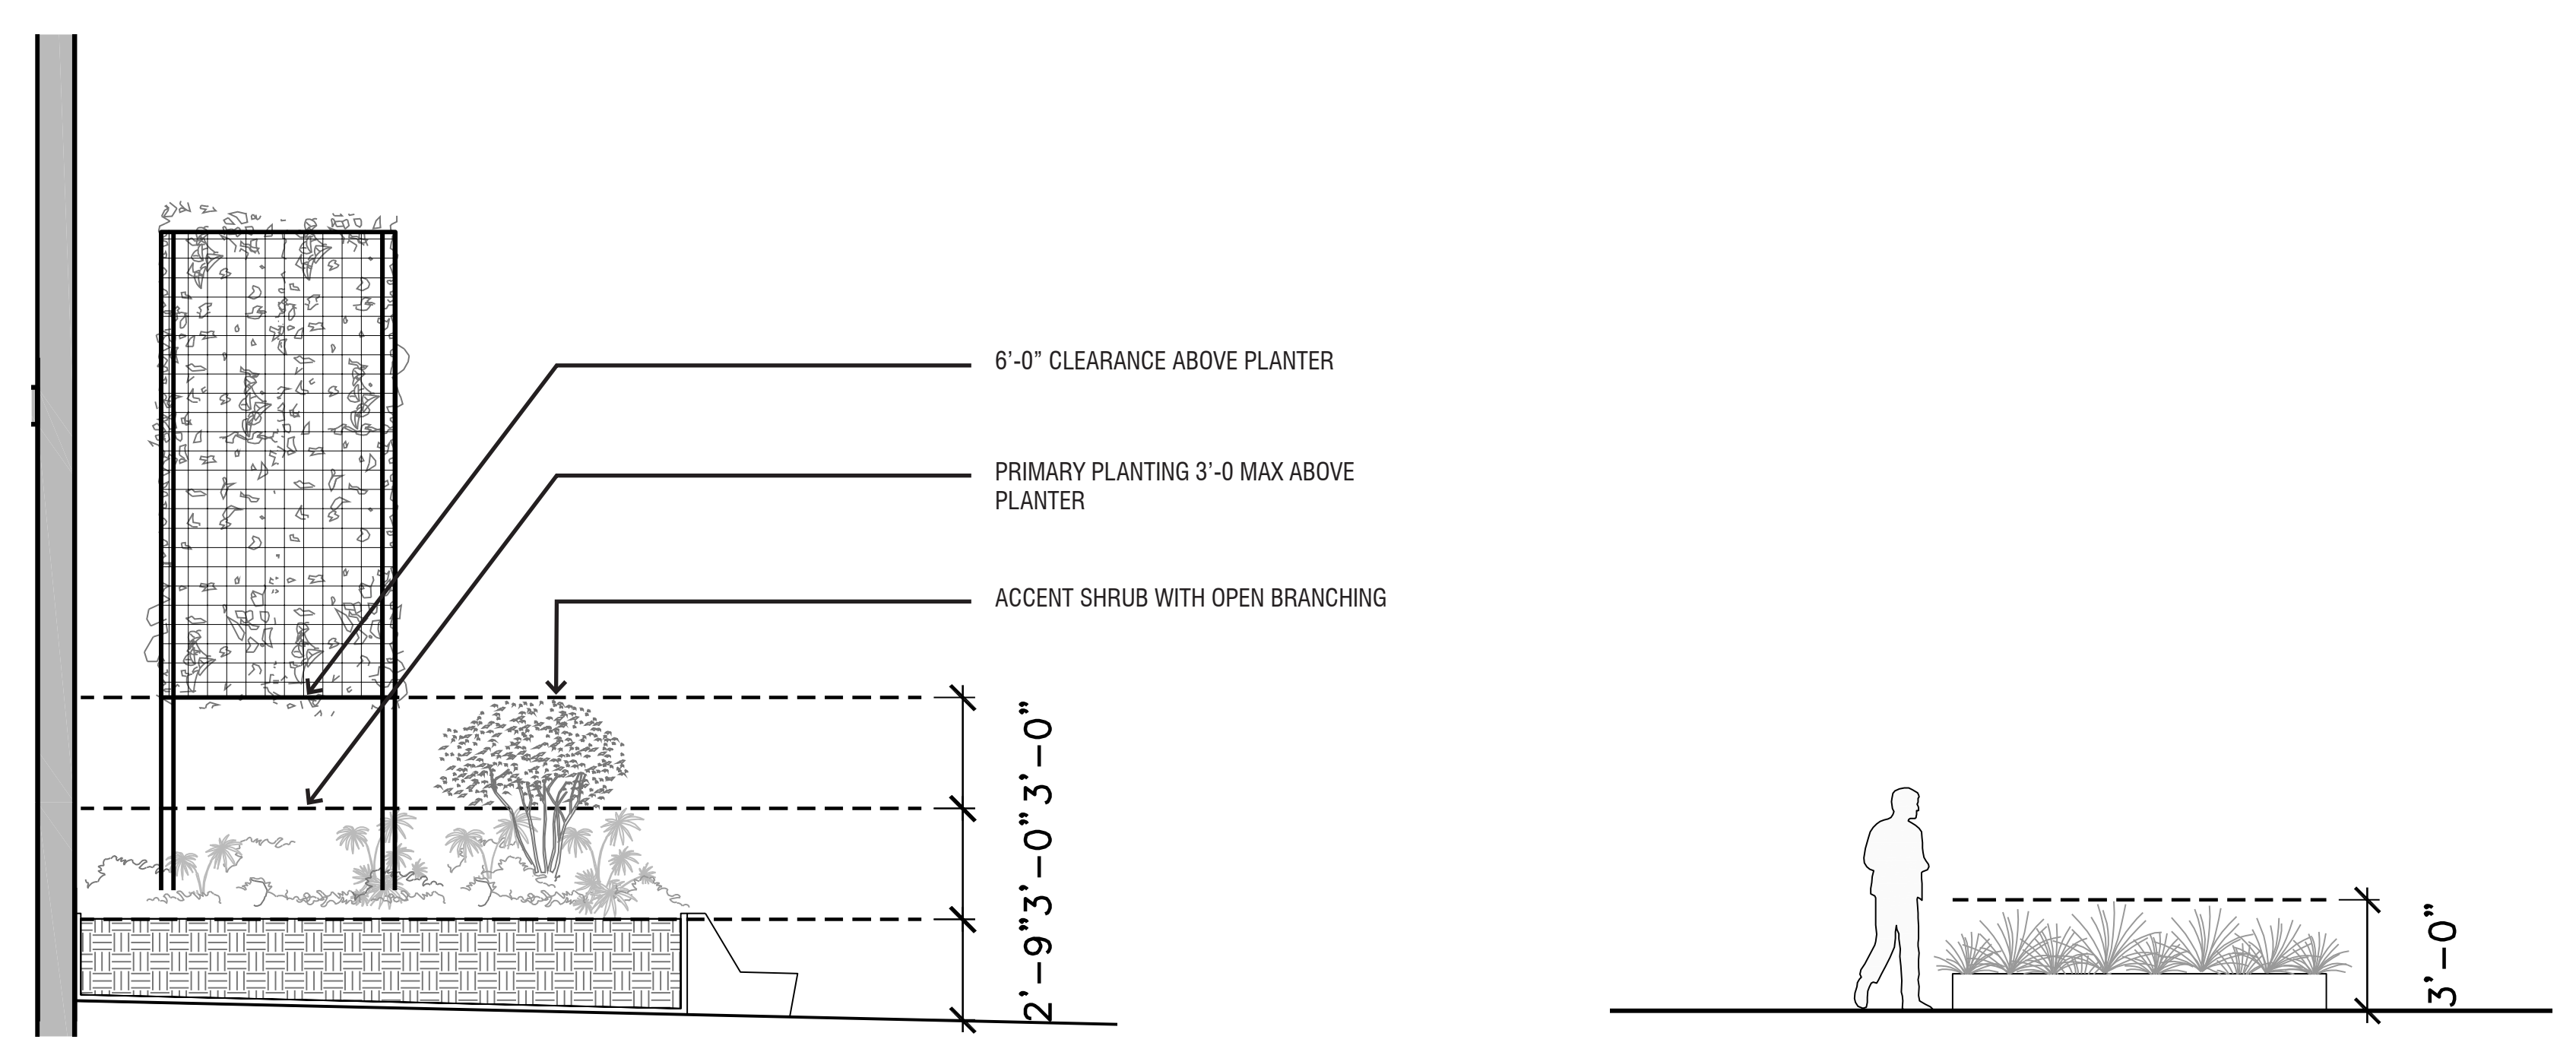 6’-0” CLEARANCE ABOVE PLANTER
PRIMARY PLANTING 3’-0 MAX ABOVE
PLANTER
ACCENT SHRUB WITH OPEN BRANCHING
3’-0”
3’-0”
2’-9”
3’-0”